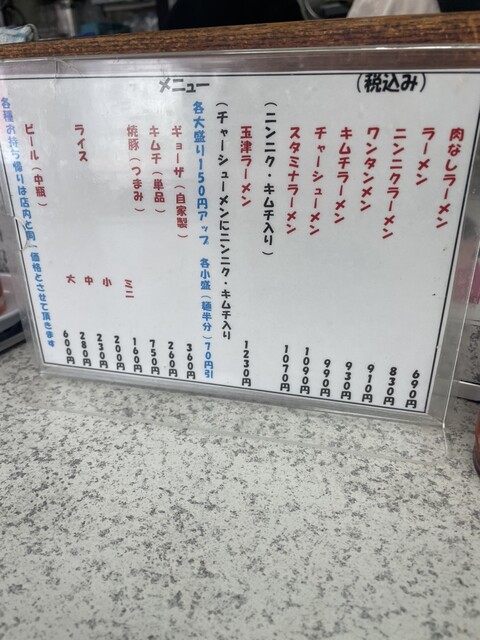 メニュー (税込み)
肉なしラーメン 690円
ラーメン 830円
ニンニクラーメン 910円
ワンタンメン 930円
キムチラーメン 990円
チャーシューメン 1090円
スタミナラーメン 1070円
(ニンニク・キムチ入り)
玉津ラーメン 1230円
(チャーシューメンにニンニク・キムチ入り)
各大盛り150円アップ 各小盛(麺半分)70円引
ギョーザ(自家製) 360円
キムチ(単品) 260円
焼豚(つまみ) 750円
ライス ミニ 160円
小 200円
中 230円
大 280円
ビール(中瓶) 600円
各種お持ち帰りは店内と同一価格とさせて頂きます